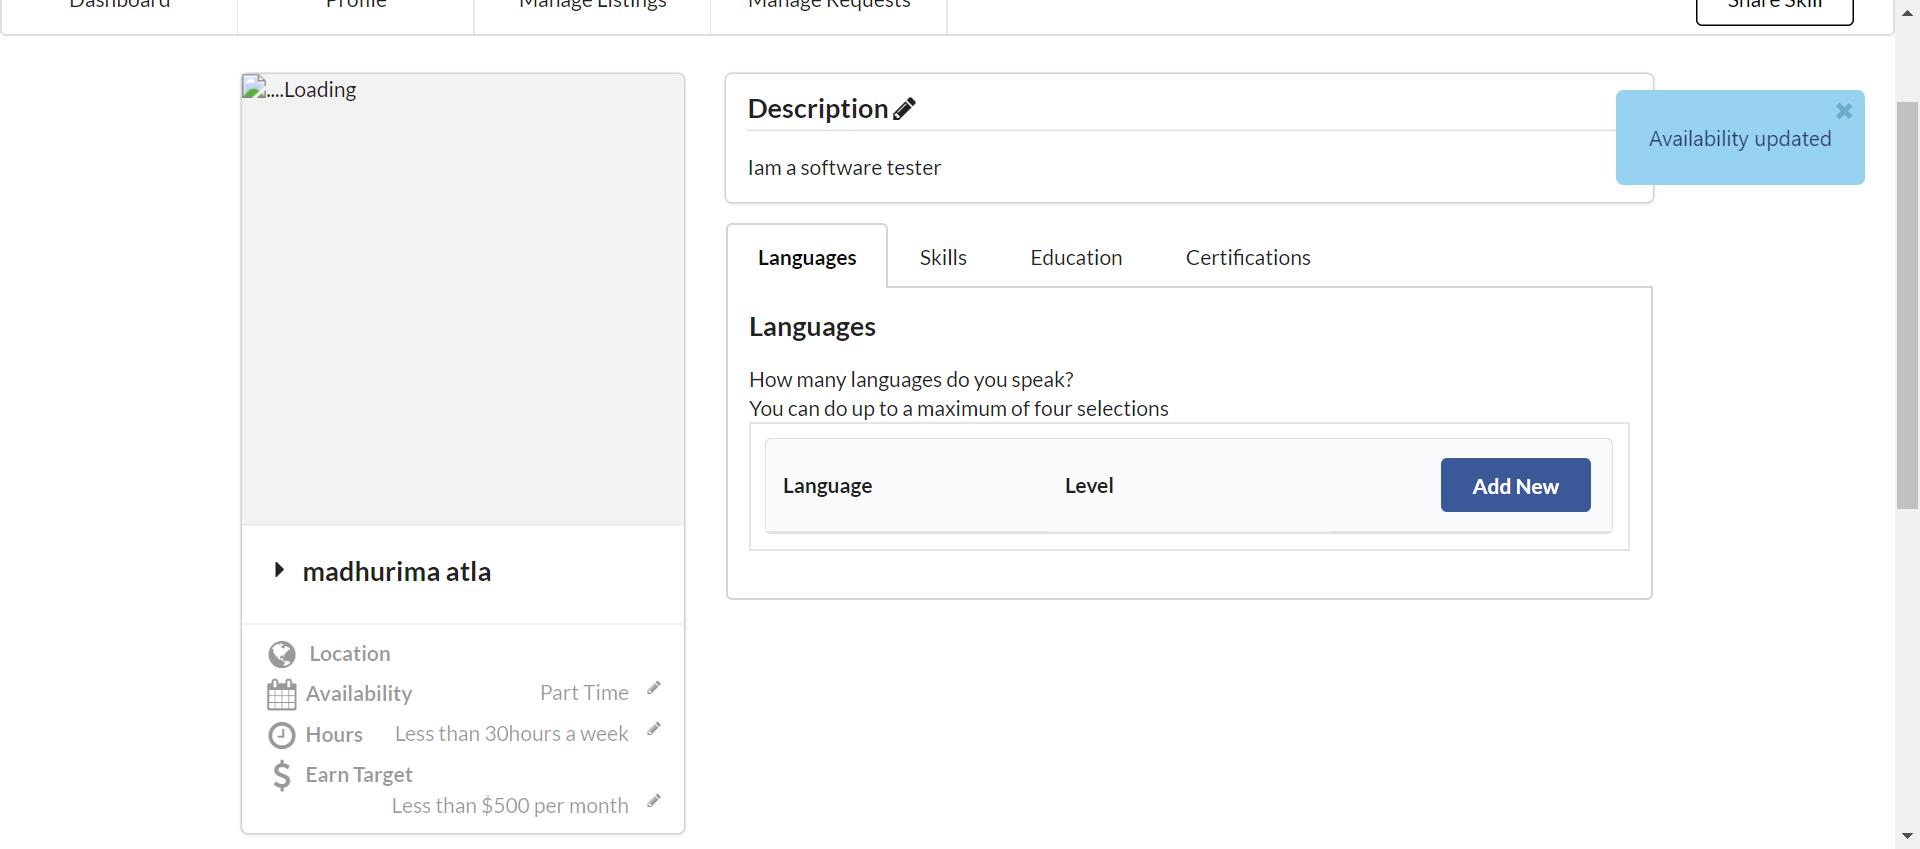 Dashboard
Profile
Manage Listings
Manage Requests
Share Skill
....Loading
Description
Iam a software tester
Availability updated
Languages
Skills
Education
Certifications
Languages
How many languages do you speak?
You can do up to a maximum of four selections
Language
Level
Add New
madhurima atla
Location
Availability
Part Time
Hours
Less than 30hours a week
Earn Target
Less than $500 per month